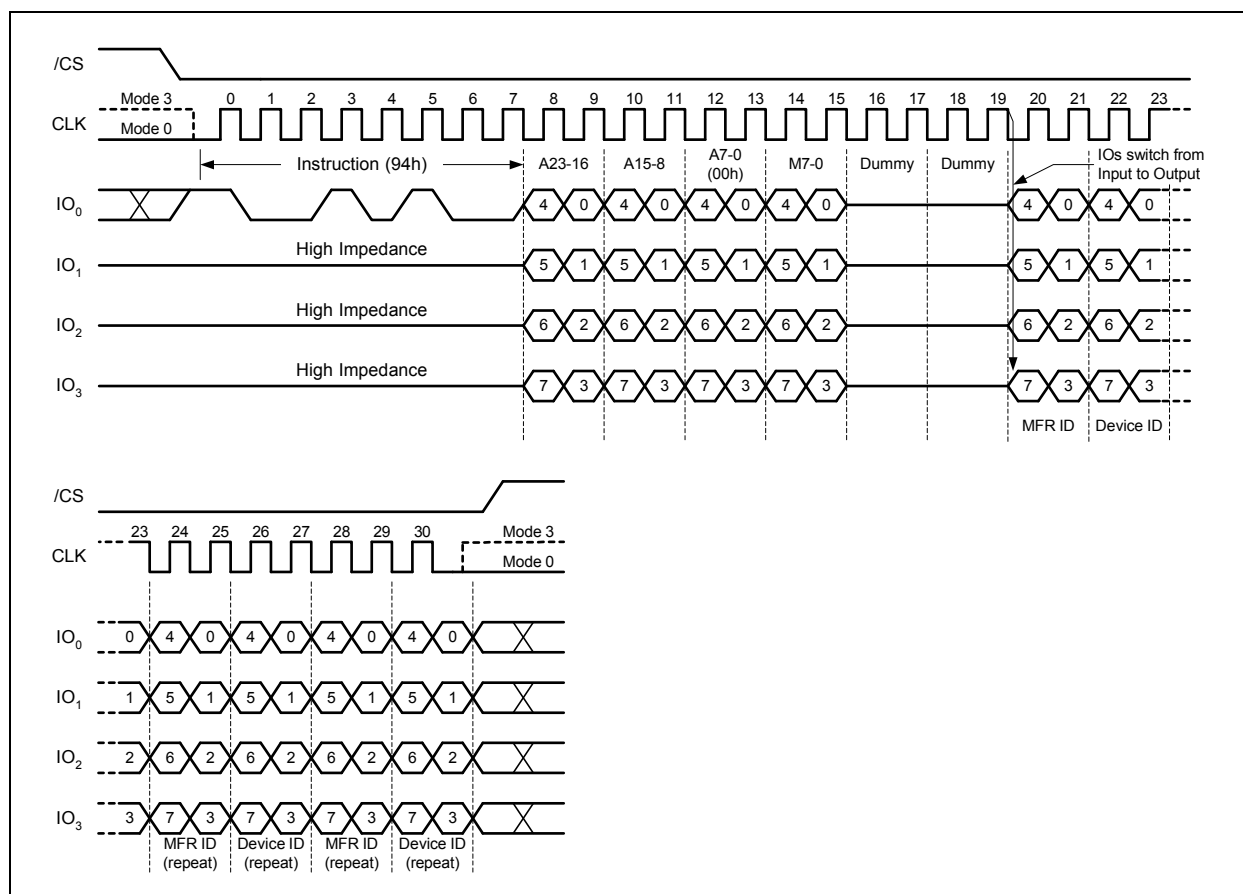 /CS
Mode 3 0 1 2 3 4 5 6 7 8 9 10 11 12 13 14 15 16 17 18 19 20 21 22 23
CLK
Mode 0
Instruction (94h) A23-16 A15-8 A7-0 (00h) M7-0 Dummy Dummy
IOs switch from
Input to Output
IO0 4 0 4 0 4 0 4 0 4 0 4 0
High Impedance
IO1 5 1 5 1 5 1 5 1 5 1 5 1
High Impedance
IO2 6 2 6 2 6 2 6 2 6 2 6 2
High Impedance
IO3 7 3 7 3 7 3 7 3 7 3 7 3
MFR ID Device ID
/CS
23 24 25 26 27 28 29 30 Mode 3
CLK
Mode 0
IO0 0 4 0 4 0 4 0 4 0
IO1 1 5 1 5 1 5 1 5 1
IO2 2 6 2 6 2 6 2 6 2
IO3 3 7 3 7 3 7 3 7 3
MFR ID Device ID MFR ID Device ID
(repeat) (repeat) (repeat) (repeat)